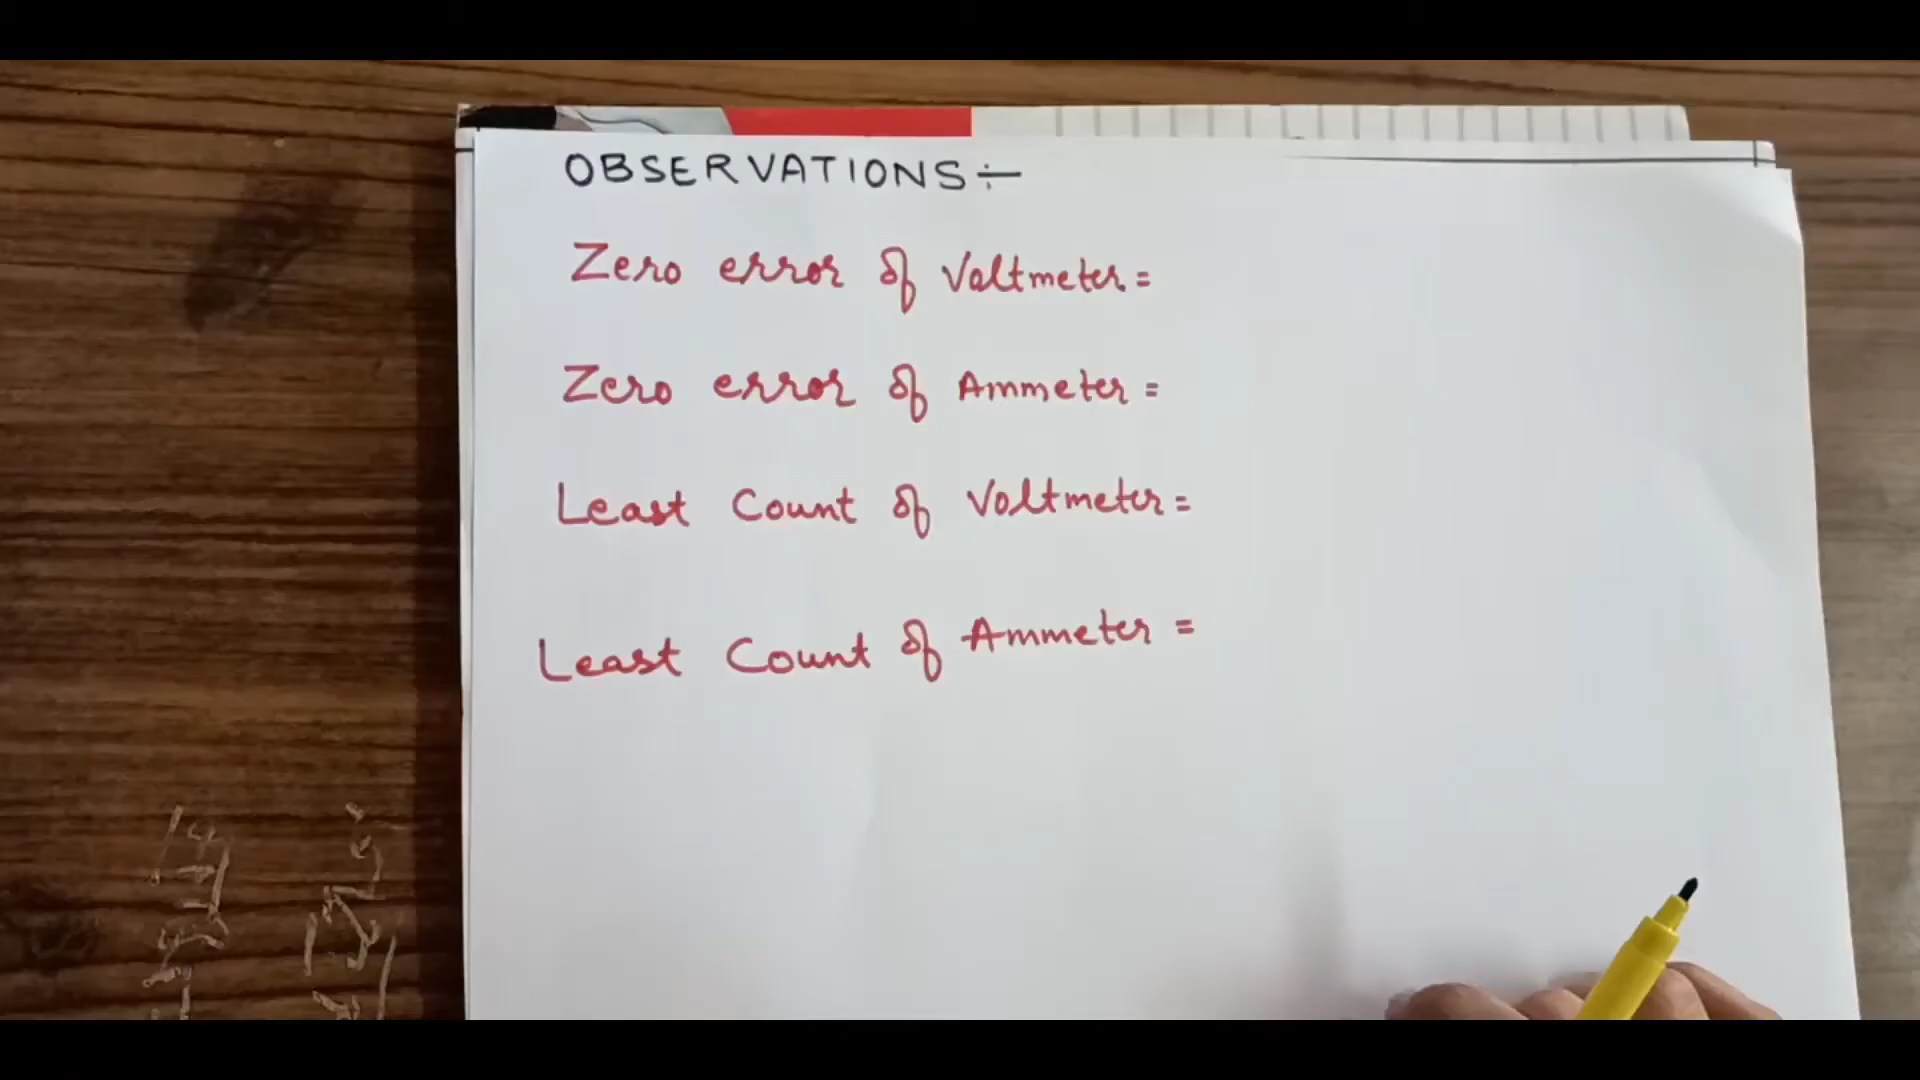 OBSERVATIONS÷
Zero error of Voltmeter=
Zero error of Ammeter=
Least Count of Voltmeter=
Least Count of Ammeter=